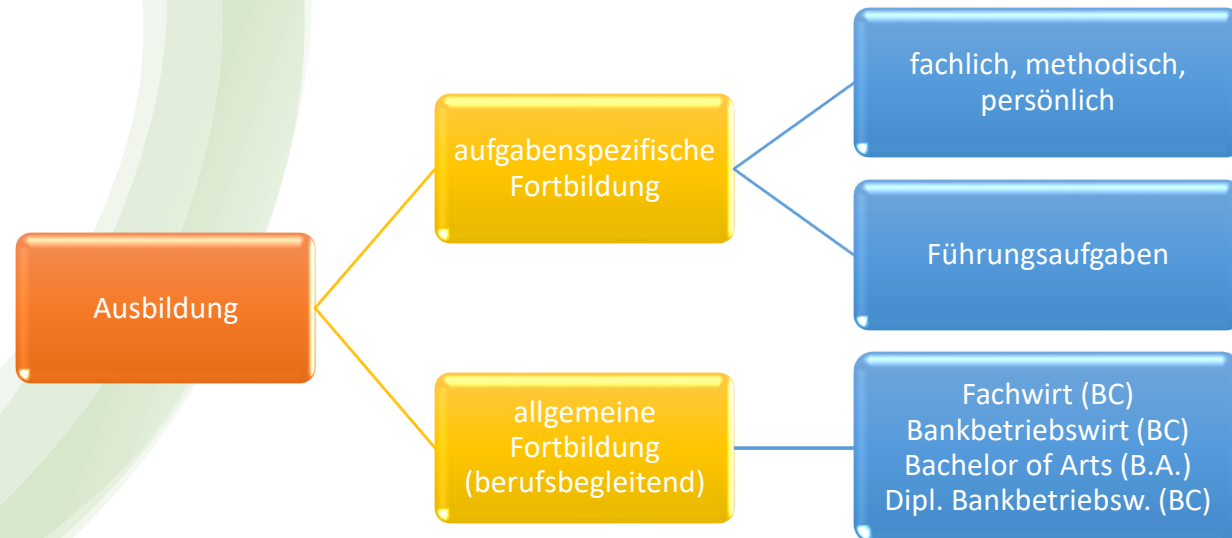 Ausbildung
aufgabenspezifische
Fortbildung
fachlich, methodisch,
persönlich
Führungsaufgaben
allgemeine
Fortbildung
(berufsbegleitend)
Fachwirt (BC)
Bankbetriebswirt (BC)
Bachelor of Arts (B.A.)
Dipl. Bankbetriebsw. (BC)